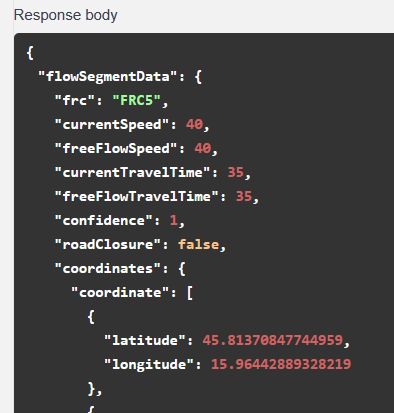 Response body
{
"flowSegmentData": {
"frc": "FRC5",
"currentSpeed": 40,
"freeFlowSpeed": 40,
"currentTravelTime": 35,
"freeFlowTravelTime": 35,
"confidence": 1,
"roadClosure": false,
"coordinates": {
"coordinate": [
{
"latitude": 45.81370847744959,
"longitude": 15.96442889328219
},
{